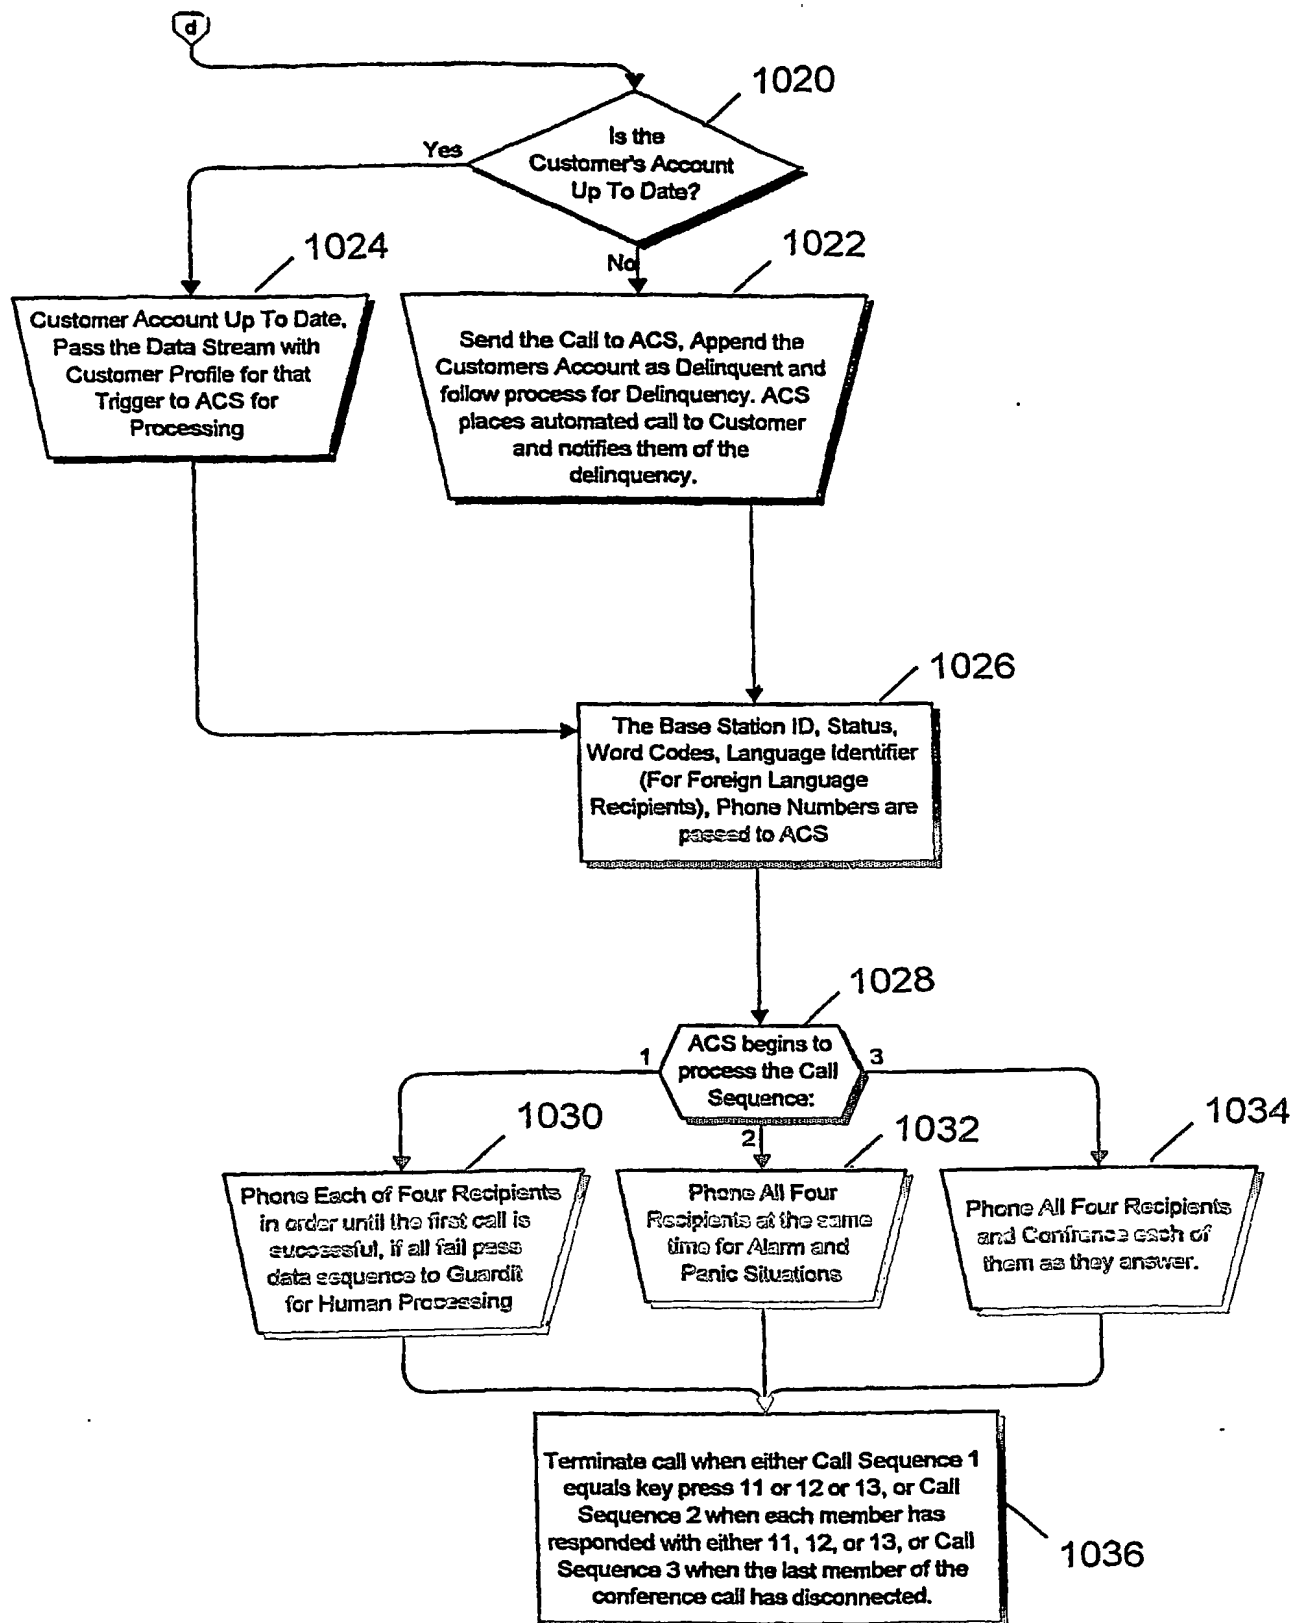 d
1020
Is the
Customer's Account
Up To Date?
Yes
No
1024
1022
Customer Account Up To Date,
Pass the Data Stream with
Customer Profile for that
Trigger to ACS for
Processing
Send the Call to ACS, Append the
Customers Account as Delinquent and
follow process for Delinquency. ACS
places automated call to Customer
and notifies them of the
delinquency.
1026
The Base Station ID, Status,
Word Codes, Language Identifier
(For Foreign Language
Recipients), Phone Numbers are
passed to ACS
1028
ACS begins to
process the Call
Sequence:
1
2
3
1030
1032
1034
Phone Each of Four Recipients
in order until the first call is
successful, if all fail pass
data sequence to Guardit
for Human Processing
Phone All Four
Recipients at the same
time for Alarm and
Panic Situations
Phone All Four Recipients
and Confrence each of
them as they answer.
Terminate call when either Call Sequence 1
equals key press 11 or 12 or 13, or Call
Sequence 2 when each member has
responded with either 11, 12, or 13, or Call
Sequence 3 when the last member of the
conference call has disconnected.
1036